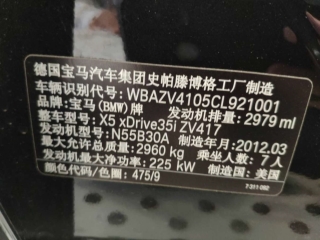 德国宝马汽车集团史帕滕博格工厂制造
车辆识别代号: WBAZV4105CL921001
品牌: 宝马(BMW)牌 发动机排量: 2979 ml
型号: X5 xDrive35i ZV417
发动机型号: N55B30A 制造年月: 2012.03
最大允许总质量: 2960 kg 乘坐人数: 7人
发动机最大净功率: 225 kW 制造国: 美国
颜色代码/色圈: 475/9
7 311 092